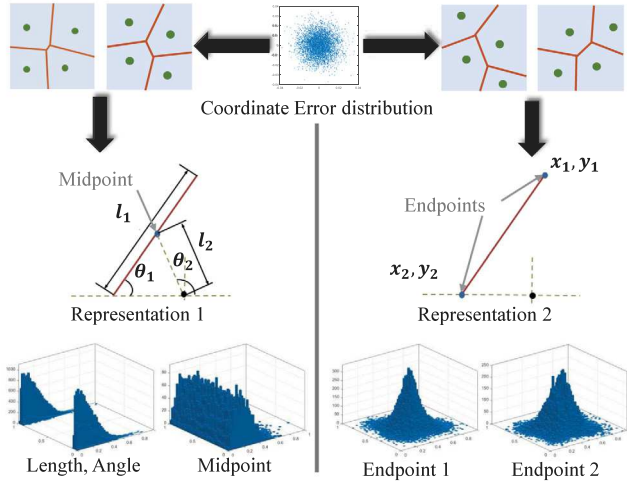 Coordinate Error distribution
Midpoint
l₁
l₂
θ₁
θ₂
Representation 1
x₁, y₁
Endpoints
x₂, y₂
Representation 2
Length, Angle
Midpoint
Endpoint 1
Endpoint 2